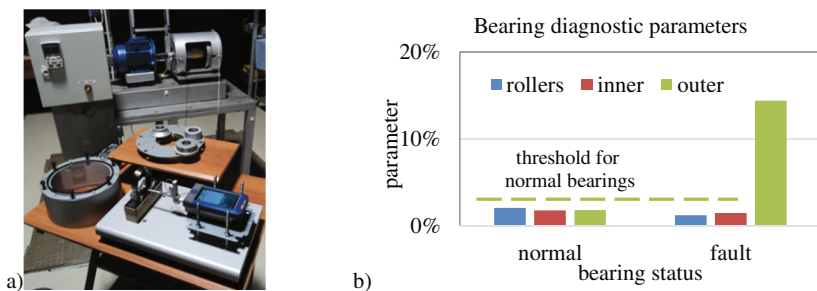 Bearing diagnostic parameters
20%
rollers inner outer
10%
parameter
threshold for
normal bearings
0%
normal fault
bearing status
a)
b)